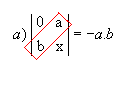 a) |0 a| = −a.b
|b x|